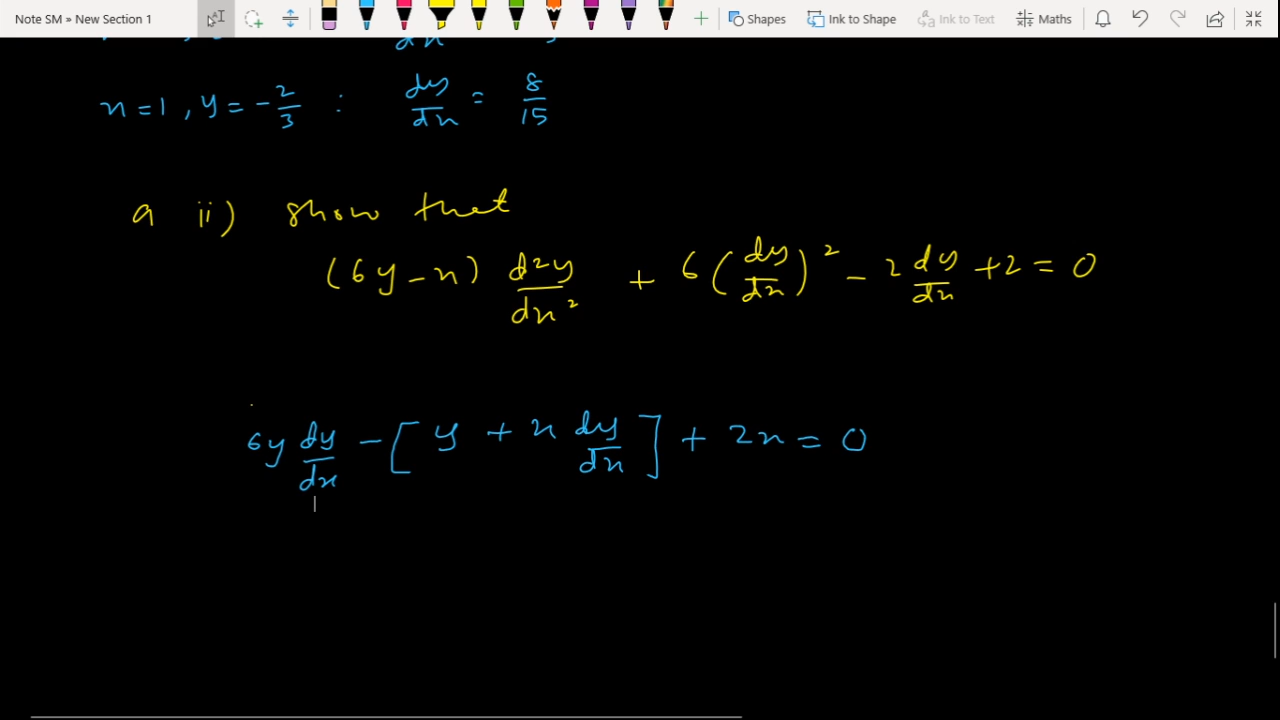 Note SM » New Section 1
Shapes
Ink to Shape
Ink to Text
Maths
x=1, y = -2/3 : dy/dx = 8/15
a ii) show that
(6y-x) d²y/dx² + 6(dy/dx)² - 2 dy/dx + 2 = 0
6y dy/dx - [ y + x dy/dx ] + 2x = 0